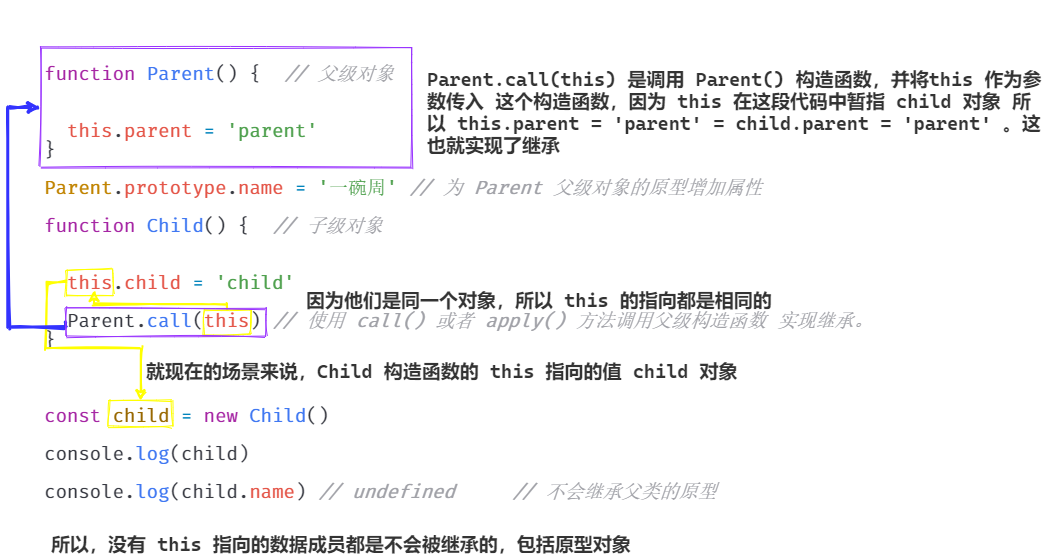 function Parent() {  // 父级对象
Parent.call(this) 是调用 Parent() 构造函数，并将this 作为参
数传入 这个构造函数，因为 this 在这段代码中暂指 child 对象 所
以 this.parent = 'parent' = child.parent = 'parent' 。这
也就实现了继承
this.parent = 'parent'
}
Parent.prototype.name = '一碗周' // 为 Parent 父级对象的原型增加属性
function Child() {  // 子级对象
this.child = 'child'
因为他们是同一个对象，所以 this 的指向都是相同的
Parent.call(this) // 使用 call() 或者 apply() 方法调用父级构造函数 实现继承。
}
就现在的场景来说，Child 构造函数的 this 指向的值 child 对象
const child = new Child()
console.log(child)
console.log(child.name) // undefined     // 不会继承父类的原型
所以，没有 this 指向的数据成员都是不会被继承的，包括原型对象